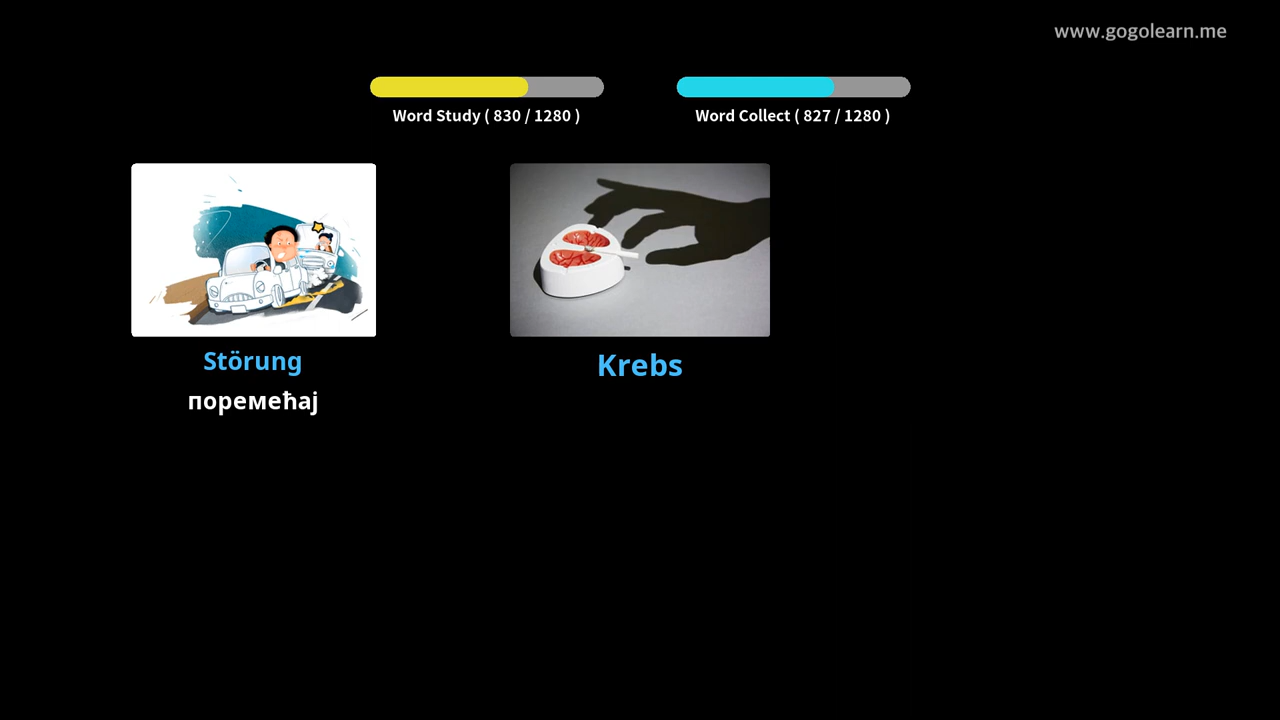 www.gogolearn.me
Word Study ( 830 / 1280 )
Word Collect ( 827 / 1280 )
Störung
поремећај
Krebs